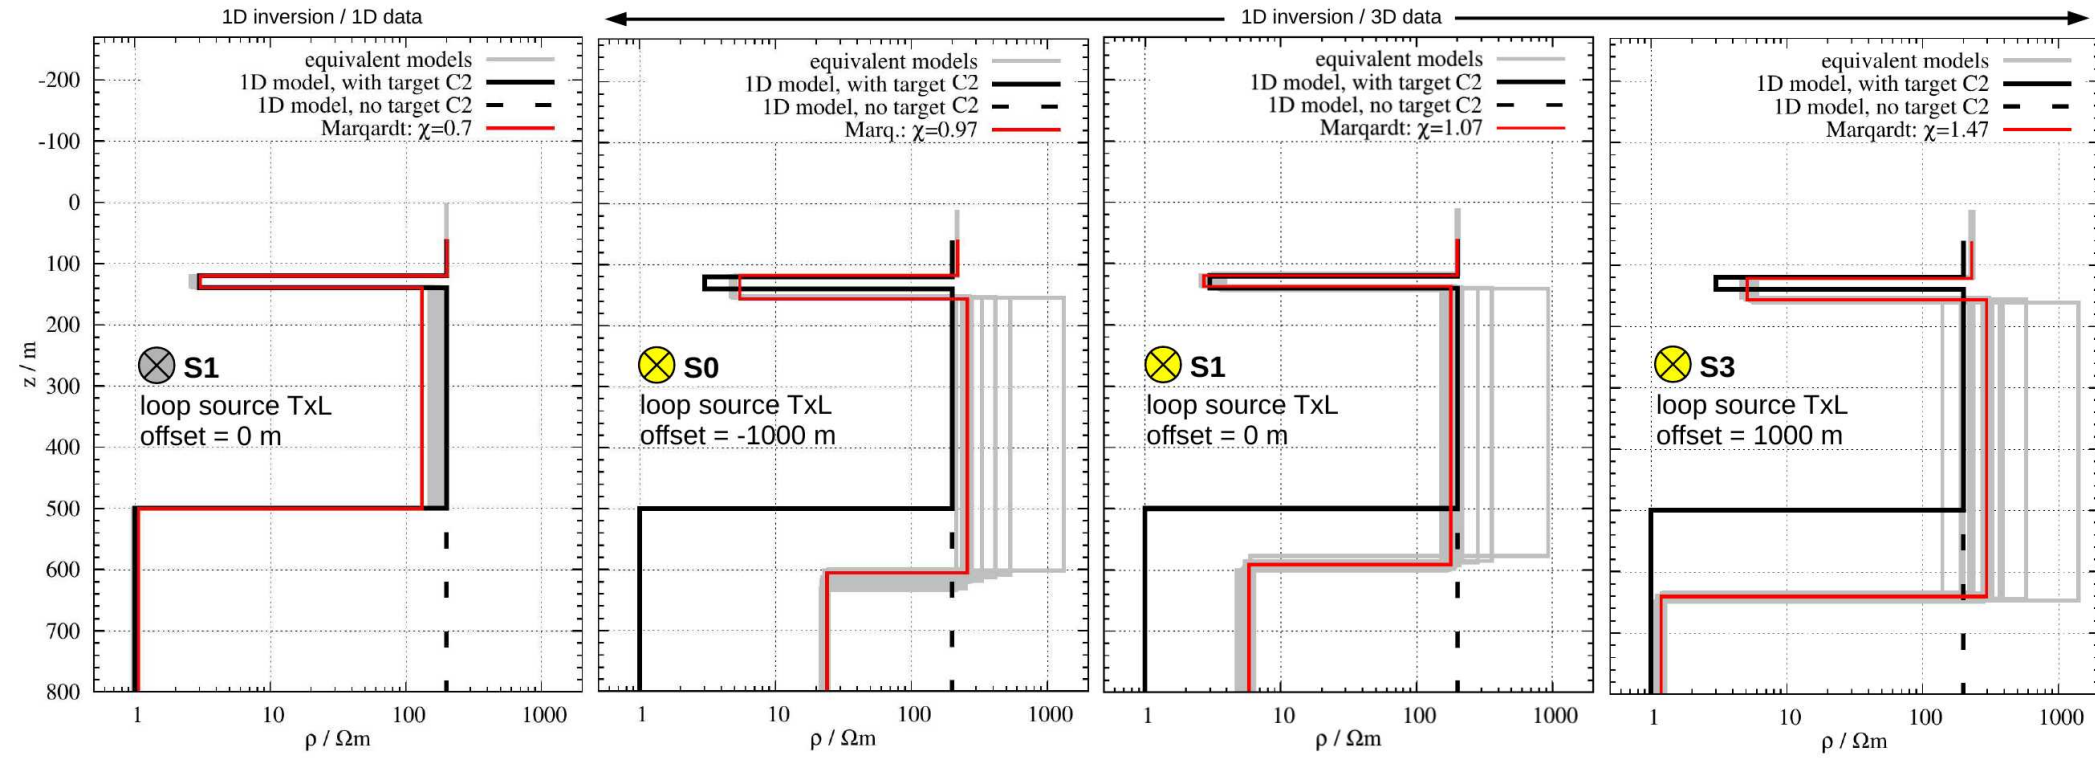 1D inversion / 1D data
1D inversion / 3D data
equivalent models
1D model, with target C2
1D model, no target C2
Marqardt: χ=0.7
equivalent models
1D model, with target C2
1D model, no target C2
Marq.: χ=0.97
equivalent models
1D model, with target C2
1D model, no target C2
Marqardt: χ=1.07
equivalent models
1D model, with target C2
1D model, no target C2
Marqardt: χ=1.47
-200
-100
0
100
200
300
400
500
600
700
800
z / m
S1
loop source TxL
offset = 0 m
S0
loop source TxL
offset = -1000 m
S1
loop source TxL
offset = 0 m
S3
loop source TxL
offset = 1000 m
1 10 100 1000
ρ / Ωm
1 10 100 1000
ρ / Ωm
1 10 100 1000
ρ / Ωm
1 10 100 1000
ρ / Ωm